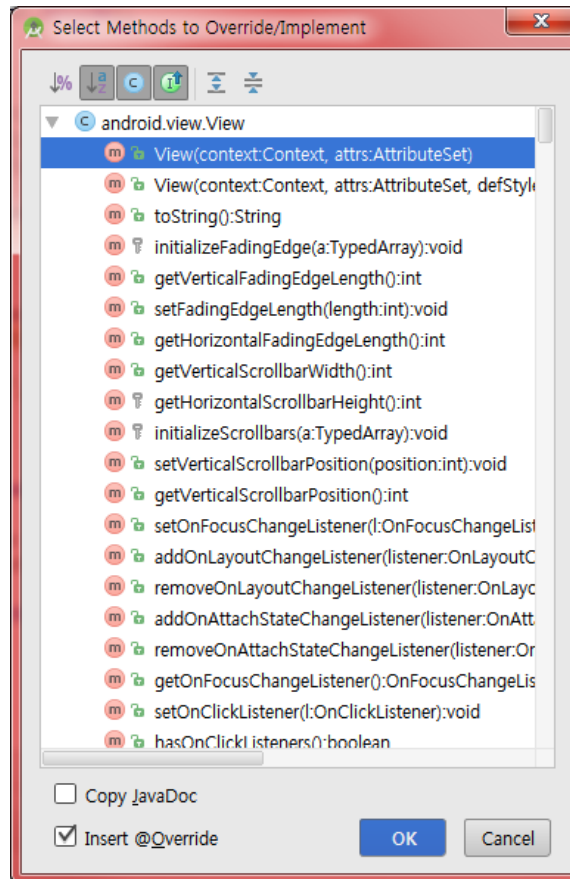 Select Methods to Override/Implement
android.view.View
View(context:Context, attrs:AttributeSet)
View(context:Context, attrs:AttributeSet, defStyle
toString():String
initializeFadingEdge(a:TypedArray):void
getVerticalFadingEdgeLength():int
setFadingEdgeLength(length:int):void
getHorizontalFadingEdgeLength():int
getVerticalScrollbarWidth():int
getHorizontalScrollbarHeight():int
initializeScrollbars(a:TypedArray):void
setVerticalScrollbarPosition(position:int):void
getVerticalScrollbarPosition():int
setOnFocusChangeListener(l:OnFocusChangeList
addOnLayoutChangeListener(listener:OnLayoutC
removeOnLayoutChangeListener(listener:OnLayc
addOnAttachStateChangeListener(listener:OnAtt
removeOnAttachStateChangeListener(listener:Or
getOnFocusChangeListener():OnFocusChangeLis
setOnClickListener(l:OnClickListener):void
hasOnClickListeners():boolean
Copy JavaDoc
Insert @Override
OK
Cancel